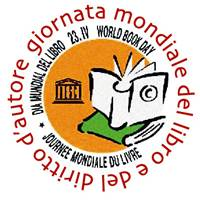 giornata mondiale del libro e del diritto d'autore
DIA MUNDIAL DEL LIBRO 23.IV WORLD BOOK DAY
JOURNÉE MONDIALE DU LIVRE
©